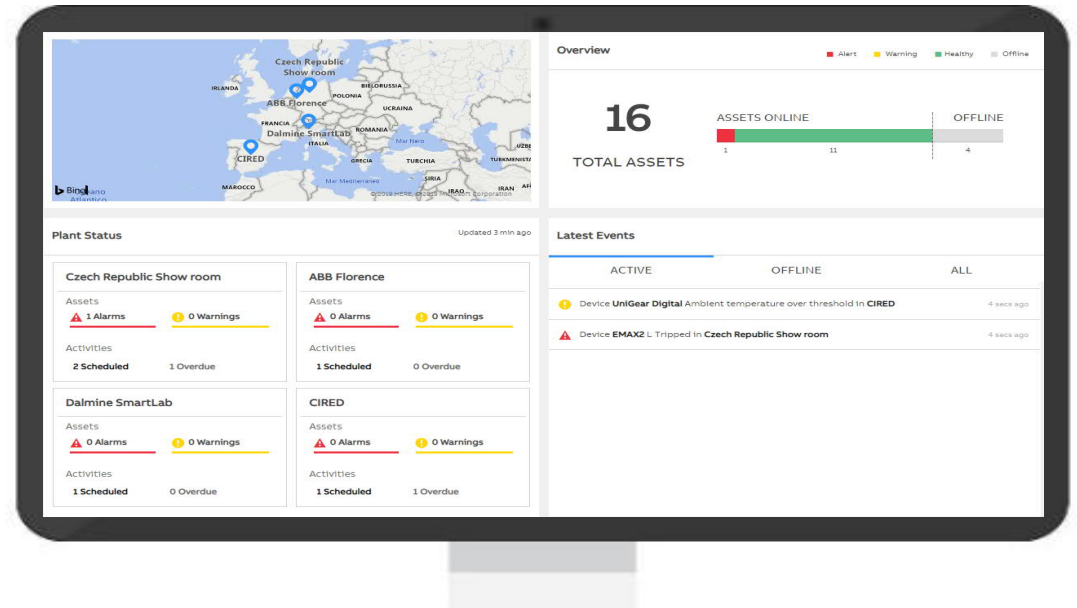 Czech Republic
Show room
IRLANDA
BIELORUSSIA
POLONIA
ABB Florence
UCRAINA
FRANCIA
Dalmine SmartLab
ROMANIA
ITALIA
Mar Nero
CIRED
GRECIA
TURCHIA
TURKMENISTA
Mar Mediterraneo
SIRIA
MAROCCO
IRAQ
IRAN
Bing
Atlantico
Overview
Alert
Warning
Healthy
Offline
16
TOTAL ASSETS
ASSETS ONLINE
OFFLINE
1
11
4
Plant Status
Updated 3 min ago
Czech Republic Show room
Assets
1 Alarms
0 Warnings
Activities
2 Scheduled
1 Overdue
ABB Florence
Assets
0 Alarms
0 Warnings
Activities
1 Scheduled
0 Overdue
Dalmine SmartLab
Assets
0 Alarms
0 Warnings
Activities
1 Scheduled
0 Overdue
CIRED
Assets
0 Alarms
0 Warnings
Activities
1 Scheduled
1 Overdue
Latest Events
ACTIVE
OFFLINE
ALL
Device UniGear Digital Ambient temperature over threshold in CIRED
4 secs ago
Device EMAX2 L Tripped in Czech Republic Show room
4 secs ago